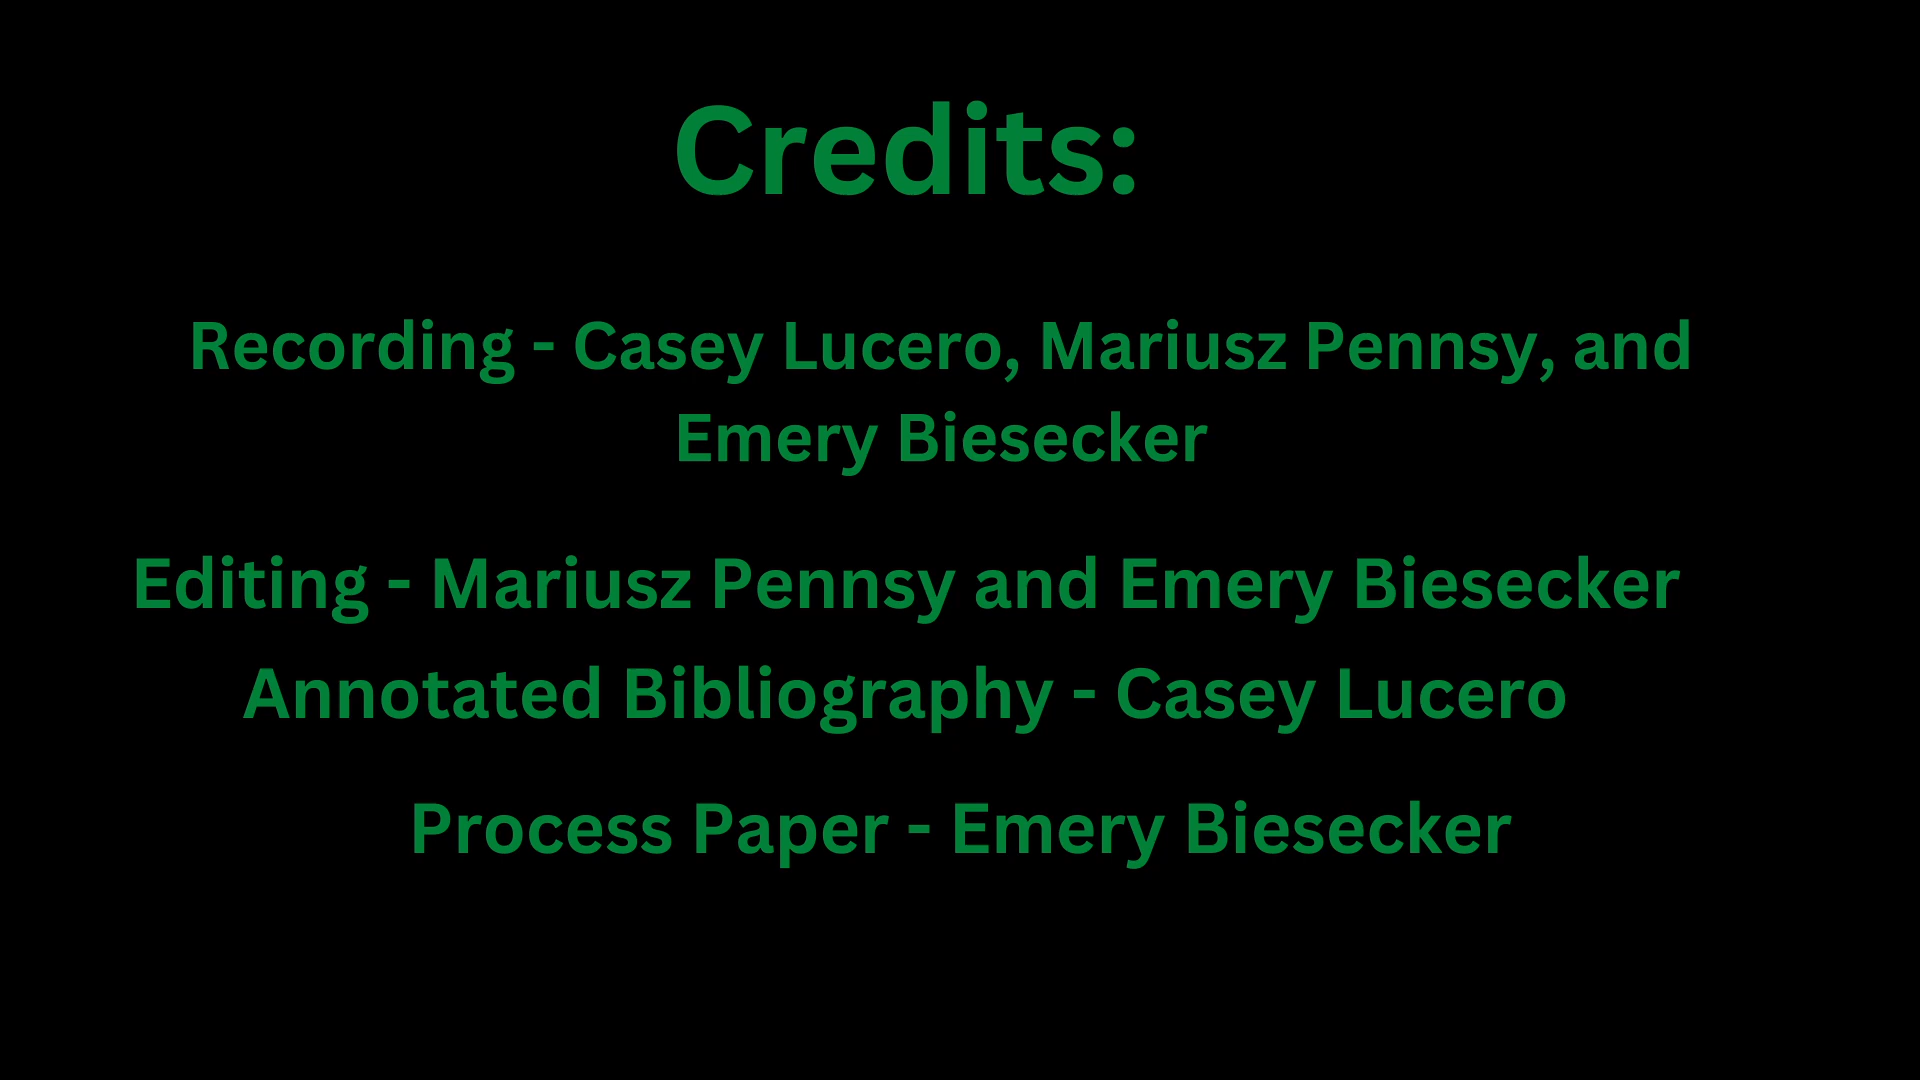 Credits:
Recording - Casey Lucero, Mariusz Pennsy, and
Emery Biesecker
Editing - Mariusz Pennsy and Emery Biesecker
Annotated Bibliography - Casey Lucero
Process Paper - Emery Biesecker